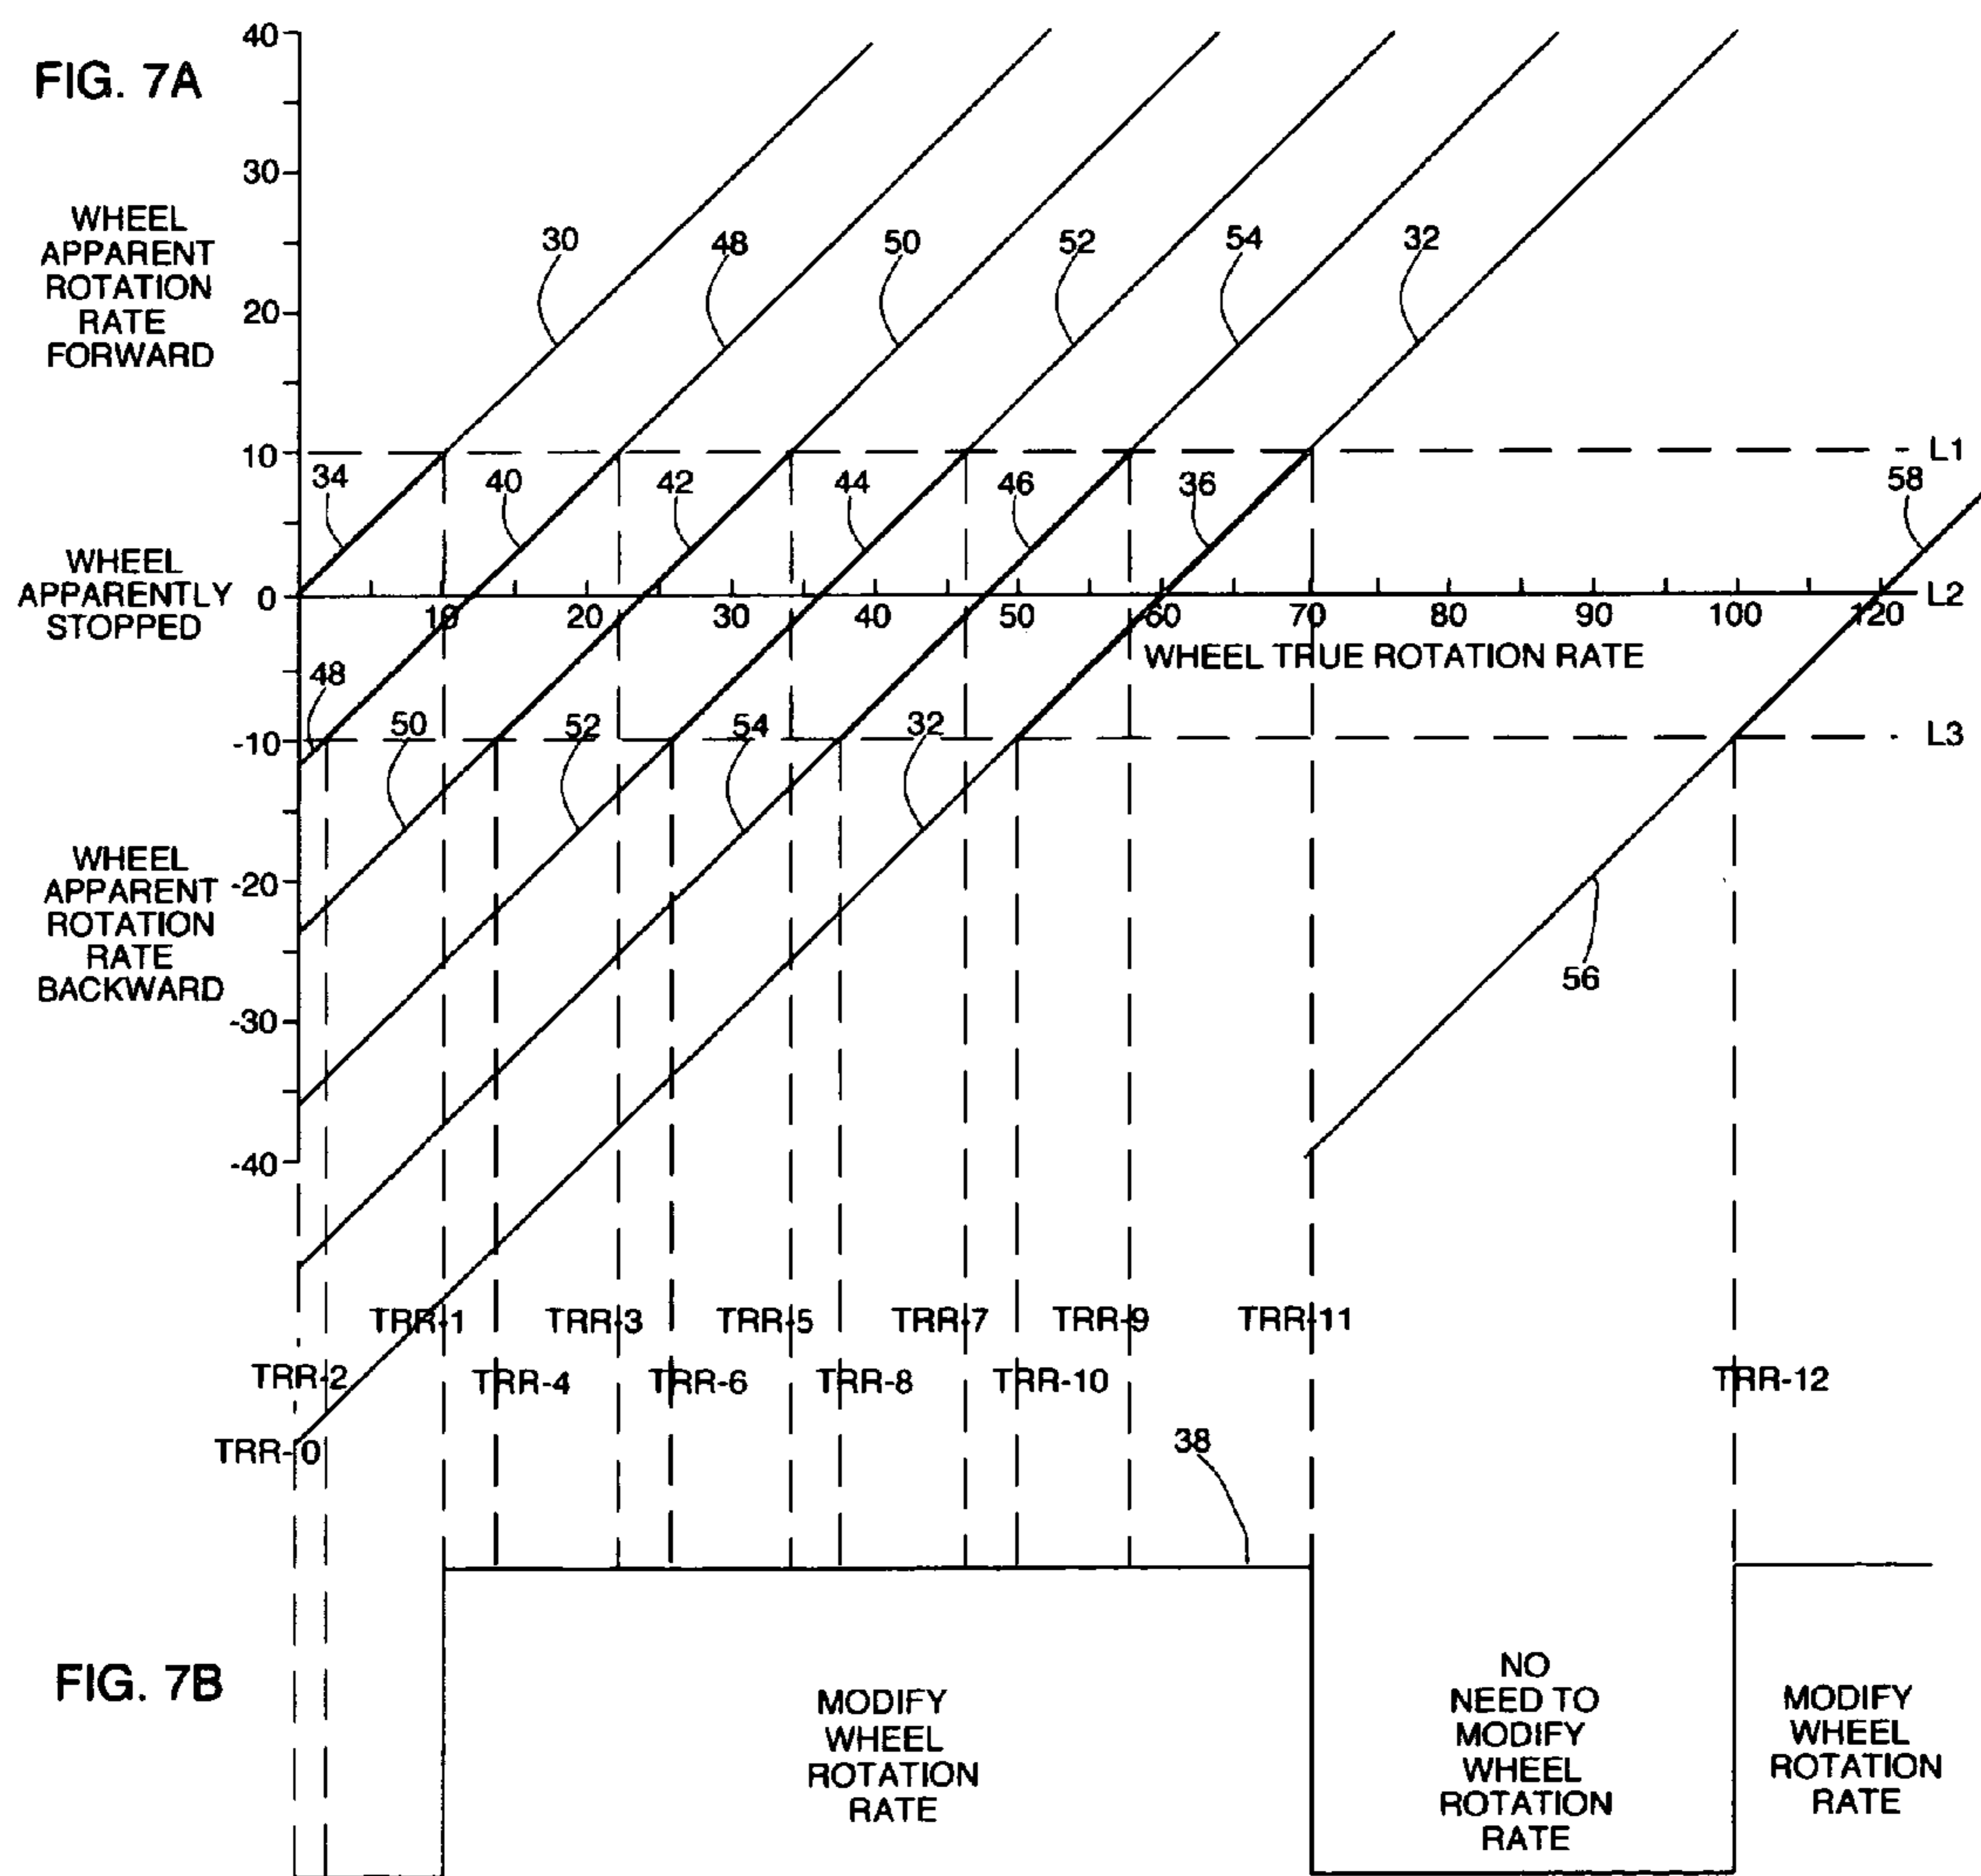 FIG. 7A
40
30
20
10
0
-10
-20
-30
-40
WHEEL
APPARENT
ROTATION
RATE
FORWARD
30
48
50
52
54
32
L1
34
40
42
44
46
36
58
WHEEL
APPARENTLY
STOPPED
10
20
30
40
50
60
70
80
90
100
120
L2
WHEEL TRUE ROTATION RATE
48
50
52
54
32
L3
WHEEL
APPARENT
ROTATION
RATE
BACKWARD
56
TRR-1
TRR-3
TRR-5
TRR-7
TRR-9
TRR-11
TRR-2
TRR-4
TRR-6
TRR-8
TRR-10
TRR-12
TRR-0
38
FIG. 7B
MODIFY
WHEEL
ROTATION
RATE
NO
NEED TO
MODIFY
WHEEL
ROTATION
RATE
MODIFY
WHEEL
ROTATION
RATE